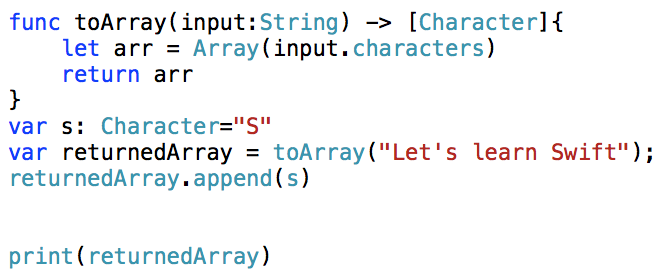 func toArray(input:String) -> [Character]{
    let arr = Array(input.characters)
    return arr
}
var s: Character="S"
var returnedArray = toArray("Let's learn Swift");
returnedArray.append(s)
print(returnedArray)